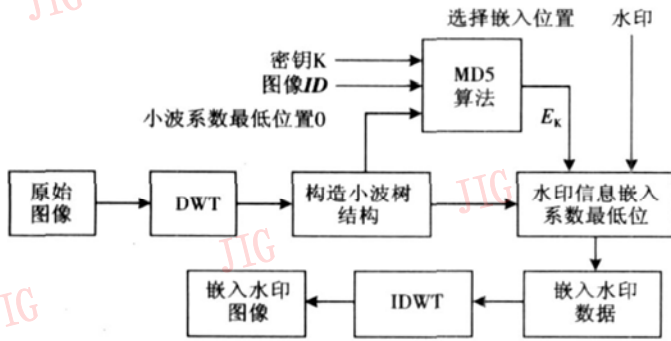 JIG
选择嵌入位置 水印
密钥K
图像ID
小波系数最低位置0
MD5
算法
E_K
原始
图像
DWT
构造小波树
结构
JIG
水印信息嵌入
系数最低位
JIG
嵌入水印
图像
IDWT
嵌入水印
数据
IG